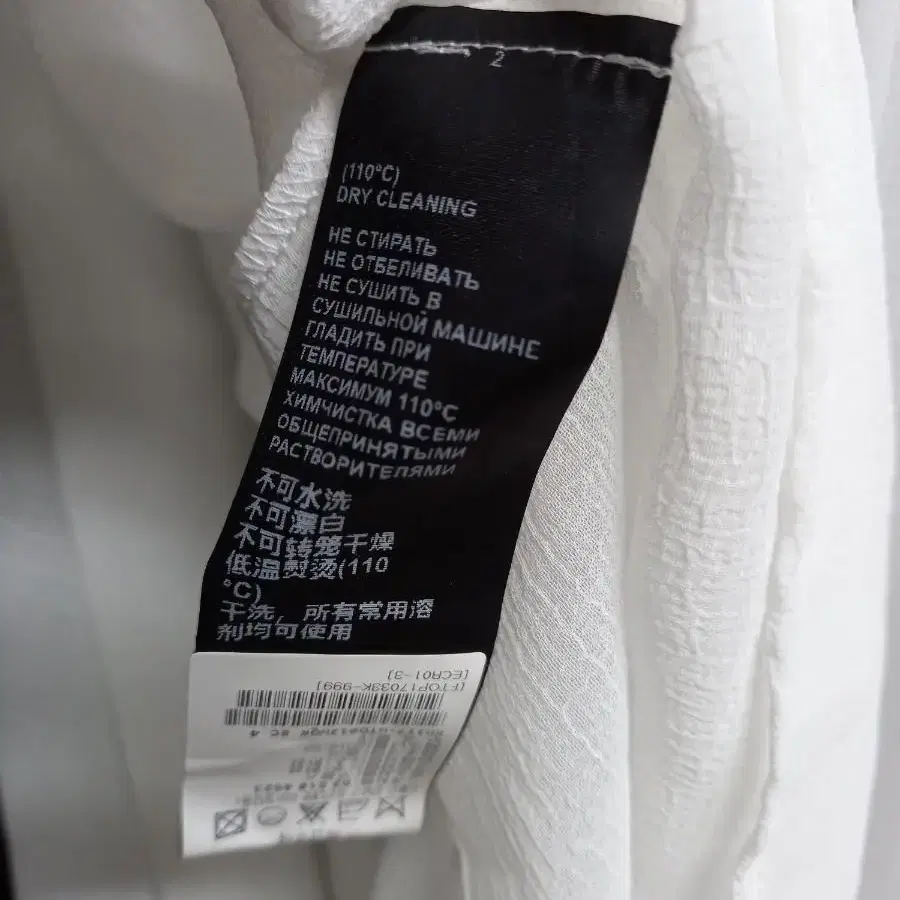 2
(110°C)
DRY CLEANING
НЕ СТИРАТЬ
НЕ ОТБЕЛИВАТЬ
НЕ СУШИТЬ В
СУШИЛЬНОЙ МАШИНЕ
ГЛАДИТЬ ПРИ
ТЕМПЕРАТУРЕ
МАКСИМУМ 110°C
ХИМЧИСТКА ВСЕМИ
ОБЩЕПРИНЯТЫМИ
РАСТВОРИТЕЛЯМИ
不可水洗
不可漂白
不可转笼干燥
低温熨烫(110
°C)
干洗，所有常用溶
剂均可使用
[ECR01-3]
[FTOP17033K-999]